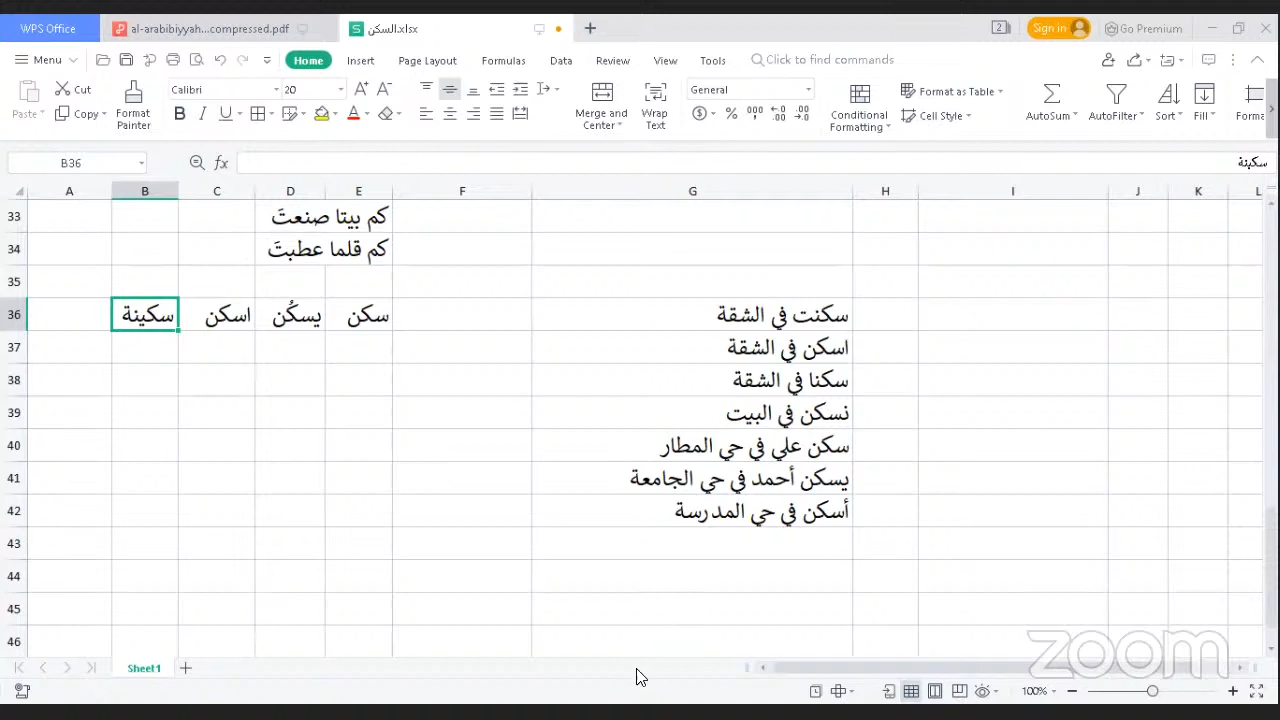 WPS Office al-arabibiyyah...compressed.pdf السكن.xlsx 2 Sign in Go Premium
Menu Home Insert Page Layout Formulas Data Review View Tools Click to find commands
Paste Cut Copy Format Painter Calibri 20 Merge and Center Wrap Text General Conditional Formatting Format as Table Cell Style AutoSum AutoFilter Sort Fill Forma
B36 fx سكينة
A B C D E F G H I J K L
33 كم بيتا صنعتَ
34 كم قلما عطبتَ
35
36 سكن يسكُن اسكن سكينة سكنت في الشقة
37 اسكن في الشقة
38 سكنا في الشقة
39 نسكن في البيت
40 سكن علي في حي المطار
41 يسكن أحمد في حي الجامعة
42 أسكن في حي المدرسة
43
44
45
46
zoom
Sheet1
100%